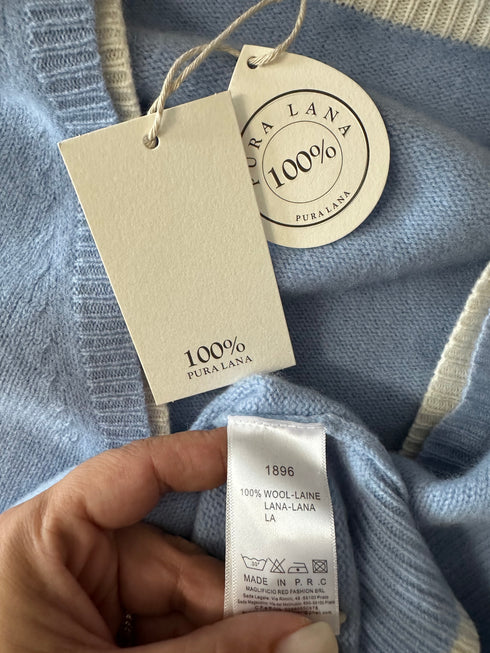 PURA LANA
100%
PURA LANA
100%
PURA LANA
1896
100% WOOL-LAINE
LANA-LANA
LA
30°
MADE IN P. R .C
MAGLIFICIO RED FASHION SRL